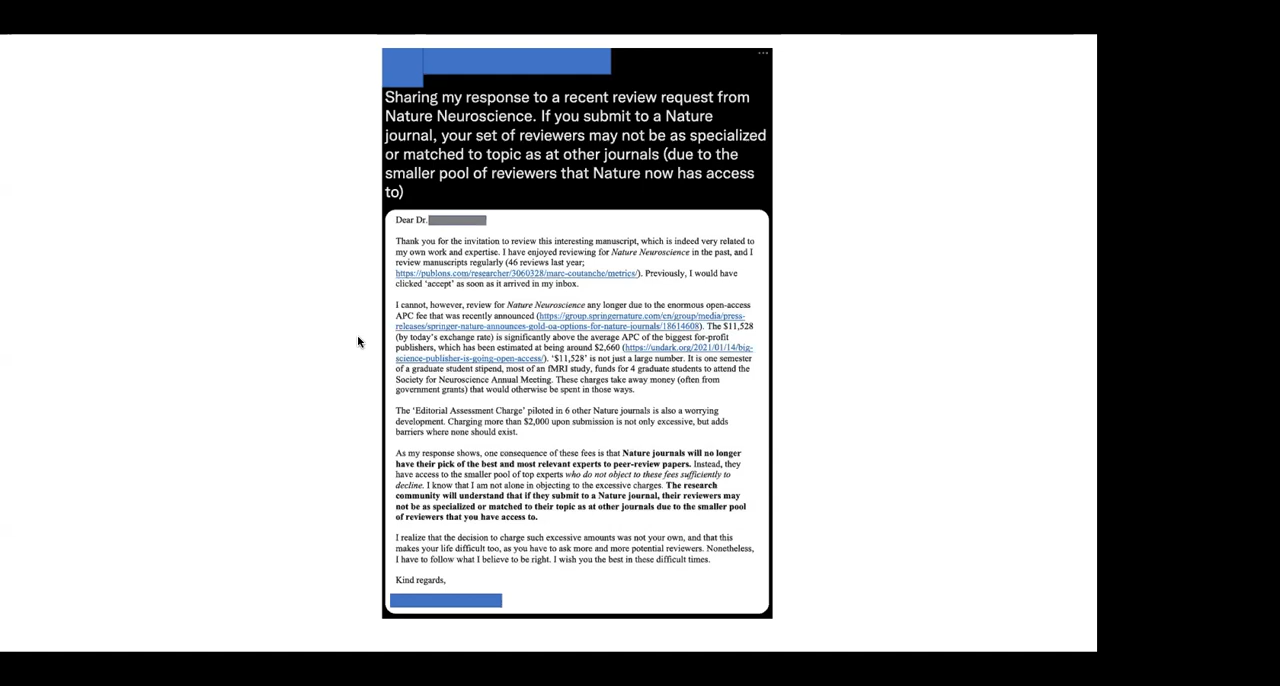 Sharing my response to a recent review request from
Nature Neuroscience. If you submit to a Nature
journal, your set of reviewers may not be as specialized
or matched to topic as at other journals (due to the
smaller pool of reviewers that Nature now has access
to)
Dear Dr.
Thank you for the invitation to review this interesting manuscript, which is indeed very related to
my own work and expertise. I have enjoyed reviewing for Nature Neuroscience in the past, and I
review manuscripts regularly (46 reviews last year;
https://publons.com/researcher/3060328/marc-coutanche/metrics/). Previously, I would have
clicked ‘accept’ as soon as it arrived in my inbox.
I cannot, however, review for Nature Neuroscience any longer due to the enormous open-access
APC fee that was recently announced (https://group.springernature.com/cn/group/media/press-
releases/springer-nature-announces-gold-oa-options-for-nature-journals/18614608). The $11,528
(by today’s exchange rate) is significantly above the average APC of the biggest for-profit
publishers, which has been estimated at being around $2,660 (https://undark.org/2021/01/14/big-
science-publisher-is-going-open-access/). ‘$11,528’ is not just a large number. It is one semester
of a graduate student stipend, most of an fMRI study, funds for 4 graduate students to attend the
Society for Neuroscience Annual Meeting. These charges take away money (often from
government grants) that would otherwise be spent in those ways.
The ‘Editorial Assessment Charge’ piloted in 6 other Nature journals is also a worrying
development. Charging more than $2,000 upon submission is not only excessive, but adds
barriers where none should exist.
As my response shows, one consequence of these fees is that Nature journals will no longer
have their pick of the best and most relevant experts to peer-review papers. Instead, they
have access to the smaller pool of top experts who do not object to these fees sufficiently to
decline. I know that I am not alone in objecting to the excessive charges. The research
community will understand that if they submit to a Nature journal, their reviewers may
not be as specialized or matched to their topic as at other journals due to the smaller pool
of reviewers that you have access to.
I realize that the decision to charge such excessive amounts was not your own, and that this
makes your life difficult too, as you have to ask more and more potential reviewers. Nonetheless,
I have to follow what I believe to be right. I wish you the best in these difficult times.
Kind regards,